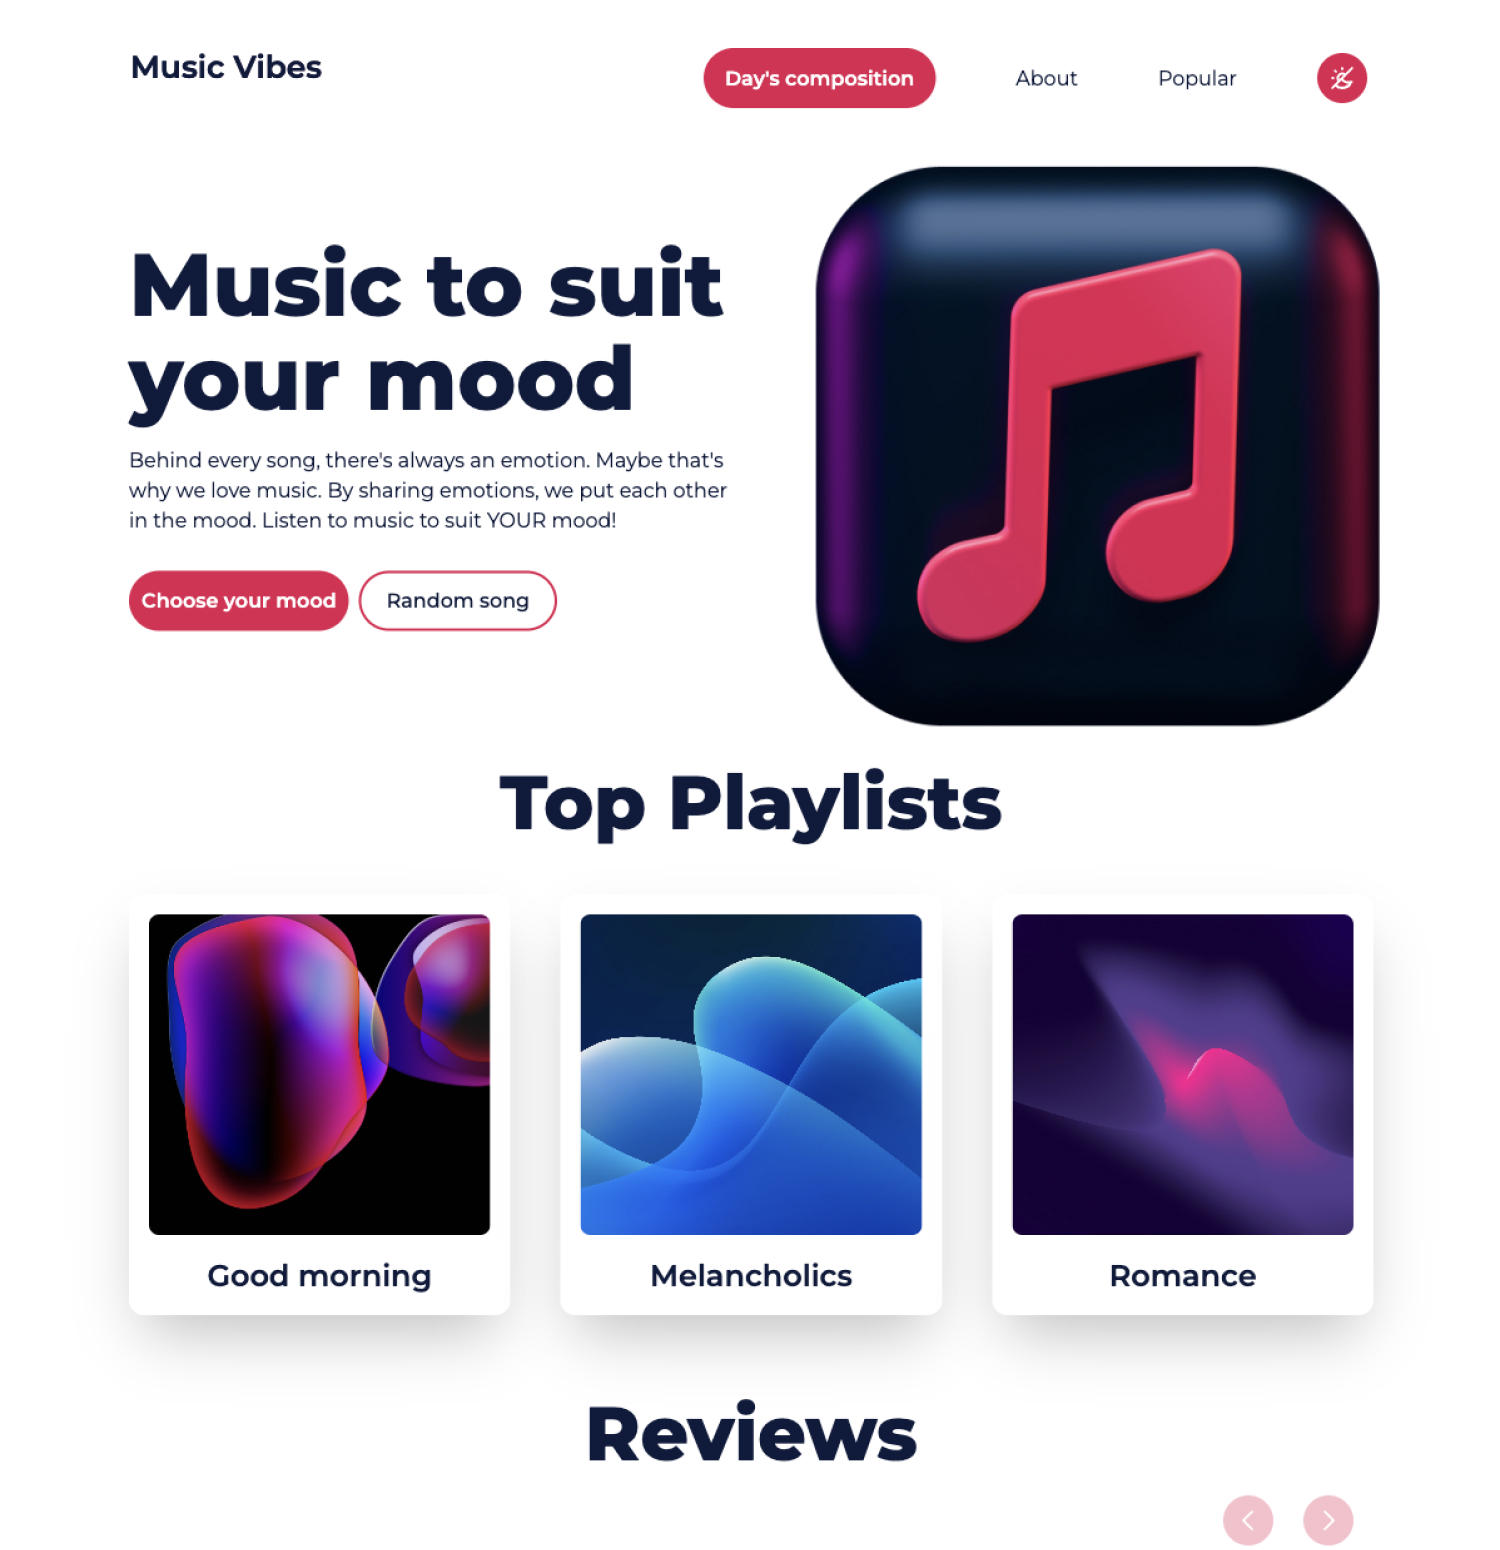 Music Vibes
Day's composition
About
Popular
Music to suit
your mood
Behind every song, there's always an emotion. Maybe that's
why we love music. By sharing emotions, we put each other
in the mood. Listen to music to suit YOUR mood!
Choose your mood
Random song
Top Playlists
Good morning
Melancholics
Romance
Reviews